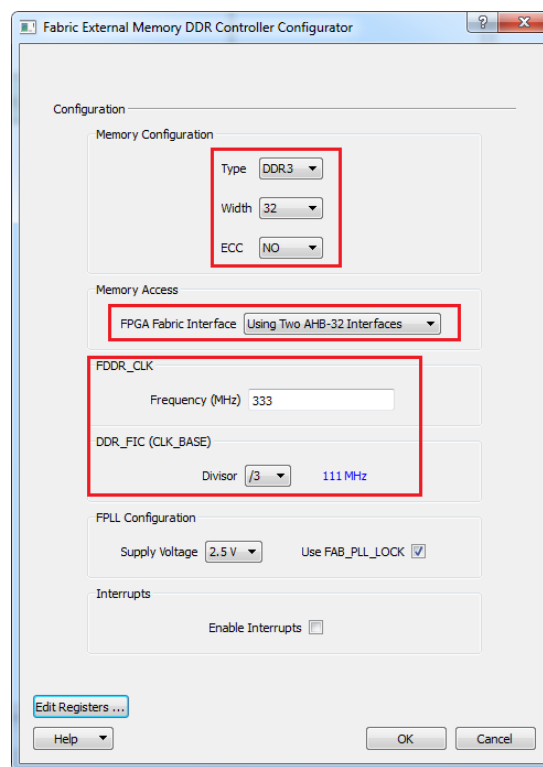 Fabric External Memory DDR Controller Configurator
Configuration
Memory Configuration
Type DDR3
Width 32
ECC NO
Memory Access
FPGA Fabric Interface Using Two AHB-32 Interfaces
FDDR_CLK
Frequency (MHz) 333
DDR_FIC (CLK_BASE)
Divisor /3 111 MHz
FPLL Configuration
Supply Voltage 2.5 V Use FAB_PLL_LOCK
Interrupts
Enable Interrupts
Edit Registers ...
Help OK Cancel